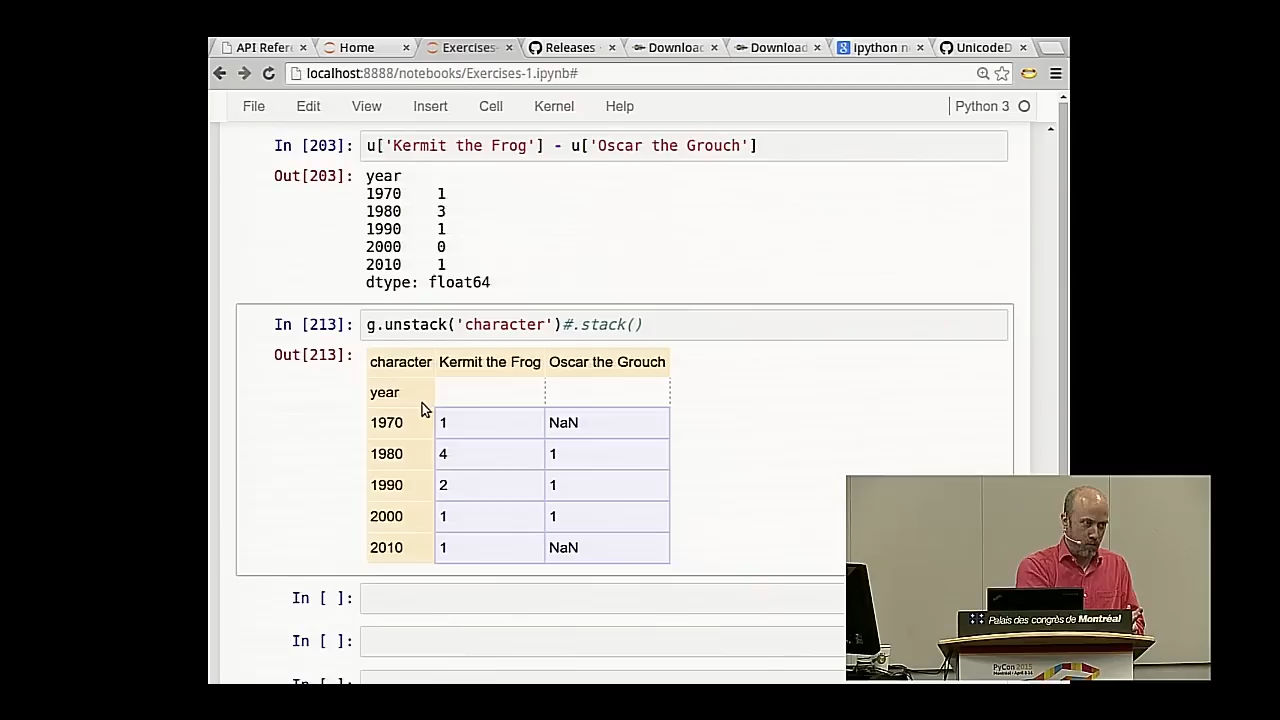 API Refere
Home
Exercises-
Releases ·
Download
Download
ipython n
UnicodeD
localhost:8888/notebooks/Exercises-1.ipynb#
File Edit View Insert Cell Kernel Help Python 3
In [203]: u['Kermit the Frog'] - u['Oscar the Grouch']
Out[203]: year
1970 1
1980 3
1990 1
2000 0
2010 1
dtype: float64
In [213]: g.unstack('character')#.stack()
Out[213]:
character Kermit the Frog Oscar the Grouch
year
1970 1 NaN
1980 4 1
1990 2 1
2000 1 1
2010 1 NaN
In [ ]:
In [ ]:
In [ ]:
Palais des congrès de Montréal
PyCon 2015